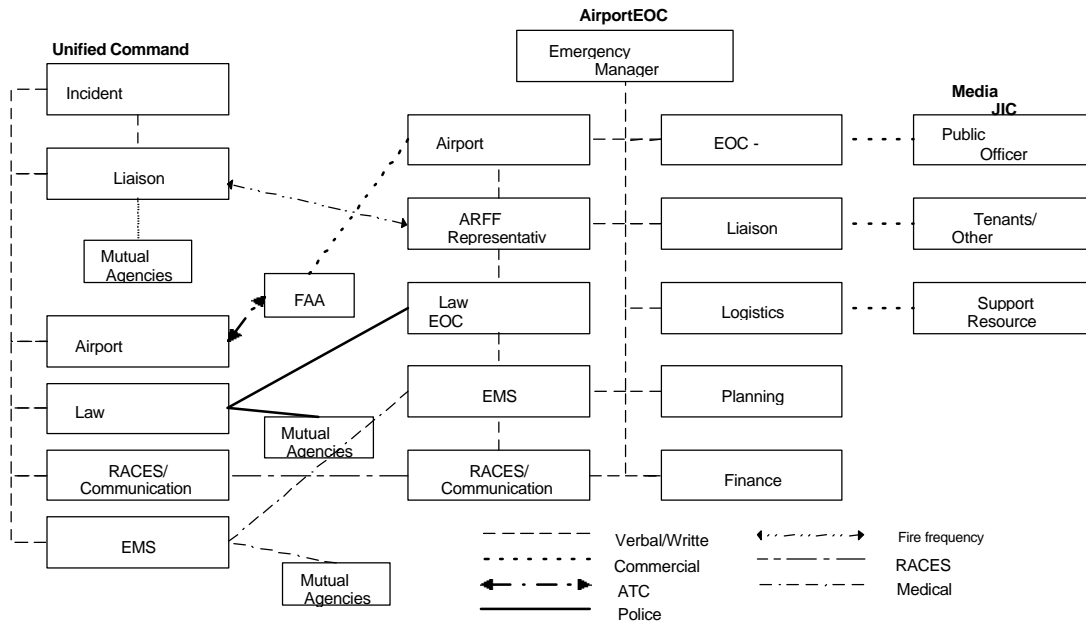 AirportEOC
Unified Command
Emergency
Manager
Incident
Media
JIC
Airport
EOC -
Public
Officer
Liaison
ARFF
Representativ
Liaison
Tenants/
Other
Mutual
Agencies
FAA
Law
EOC
Logistics
Support
Resource
Airport
Law
EMS
Planning
Mutual
Agencies
RACES/
Communication
RACES/
Communication
Finance
EMS
Mutual
Agencies
Verbal/Writte
Commercial
ATC
Police
Fire frequency
RACES
Medical